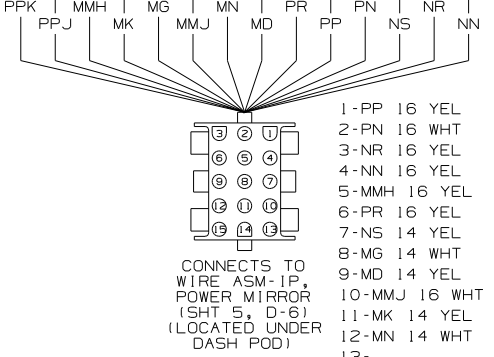 PPK MMH MG MN PR PN NR
PPJ MK MMJ MD PP NS NN
3 2 1
6 5 4
9 8 7
12 11 10
15 14 13
CONNECTS TO
WIRE ASM-IP,
POWER MIRROR
(SHT 5, D-6)
(LOCATED UNDER
DASH POD)
1-PP 16 YEL
2-PN 16 WHT
3-NR 16 YEL
4-NN 16 YEL
5-MMH 16 YEL
6-PR 16 YEL
7-NS 14 YEL
8-MG 14 WHT
9-MD 14 YEL
10-MMJ 16 WHT
11-MK 14 YEL
12-MN 14 WHT
13-